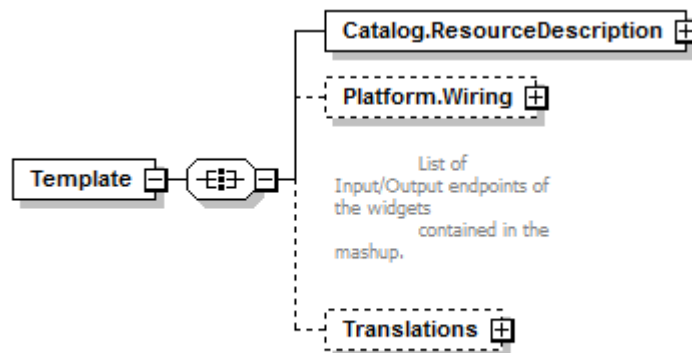 Catalog.ResourceDescription
Platform.Wiring
List of
Input/Output endpoints of
the widgets
contained in the
mashup.
Template
Translations